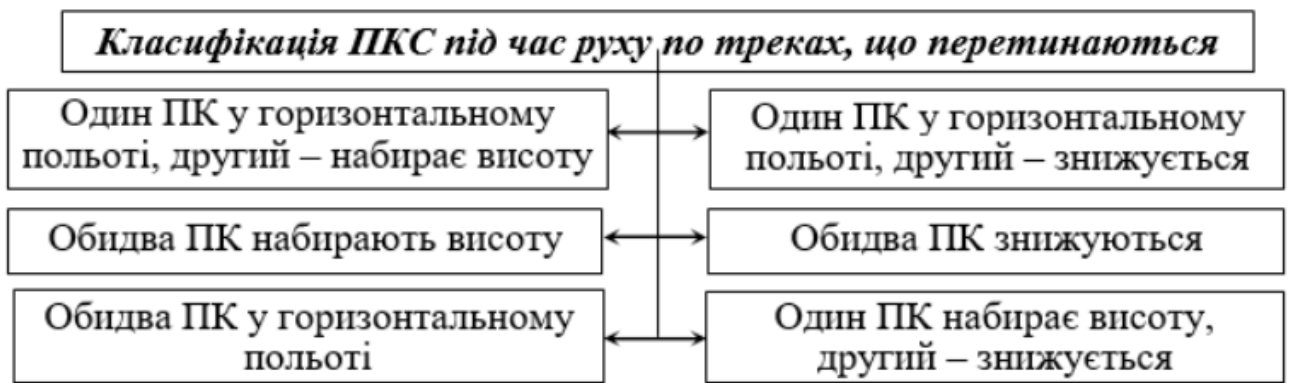 Класифікація ПКС під час руху по треках, що перетинаються
Один ПК у горизонтальному
польоті, другий – набирає висоту
Один ПК у горизонтальному
польоті, другий – знижується
Обидва ПК набирають висоту
Обидва ПК знижуються
Обидва ПК у горизонтальному
польоті
Один ПК набирає висоту,
другий – знижується